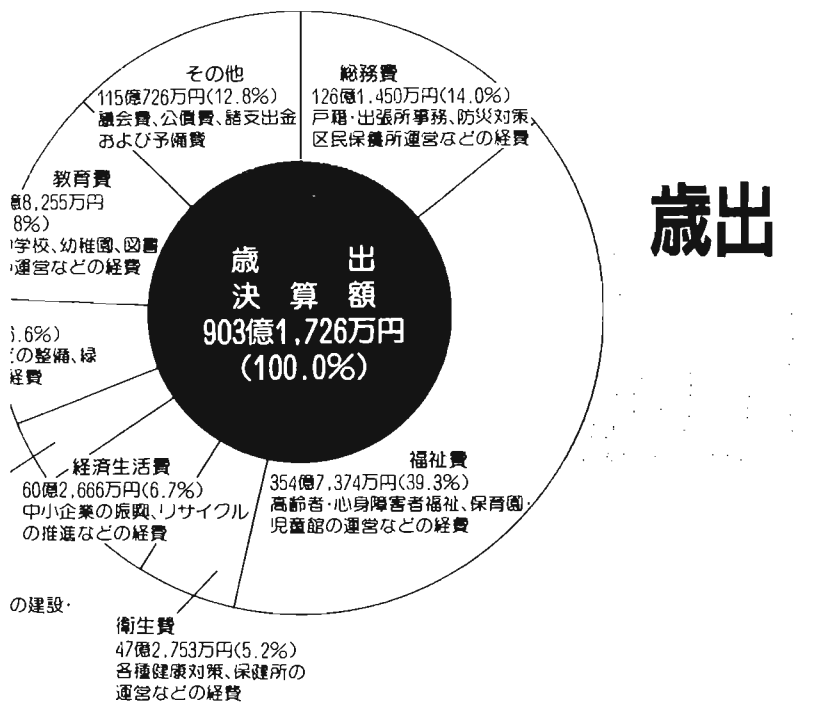 歳出
その他
115億726万円(12.8%)
議会費、公債費、諸支出金
および予備費
総務費
126億1,450万円(14.0%)
戸籍・出張所事務、防災対策、
区民保養所運営などの経費
教育費
億8,255万円
8%)
学校、幼稚園、図書
運営などの経費
歳 出
決 算 額
903億1,726万円
(100.0%)
6.6%)
どの整備、緑
経費
経済生活費
60億2,666万円(6.7%)
中小企業の振興、リサイクル
の推進などの経費
福祉費
354億7,374万円(39.3%)
高齢者・心身障害者福祉、保育園・
児童館の運営などの経費
の建設・
衛生費
47億2,753万円(5.2%)
各種健康対策、保健所の
運営などの経費